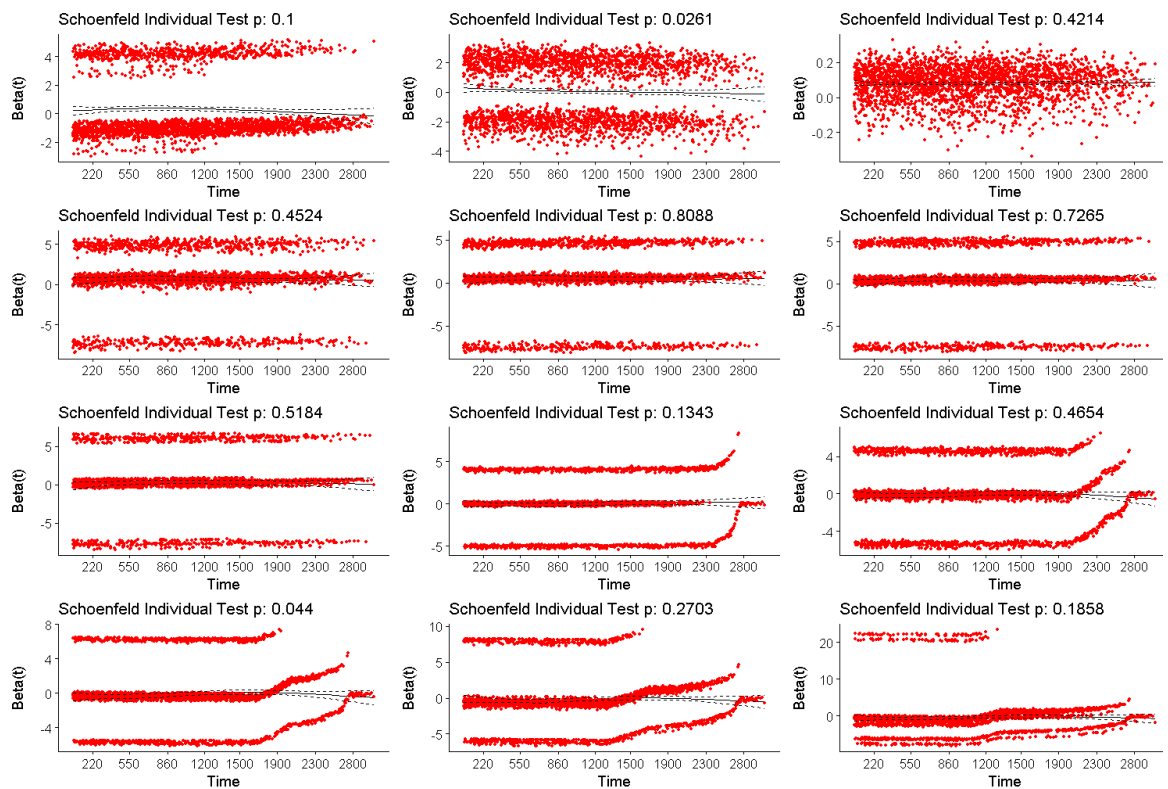 Schoenfeld Individual Test p: 0.1
4
2
0
-2
Beta(t)
220 550 860 1200 1500 1900 2300 2800
Time
Schoenfeld Individual Test p: 0.0261
2
0
-2
-4
Beta(t)
220 550 860 1200 1500 1900 2300 2800
Time
Schoenfeld Individual Test p: 0.4214
0.2
0.0
-0.2
Beta(t)
220 550 860 1200 1500 1900 2300 2800
Time
Schoenfeld Individual Test p: 0.4524
5
0
-5
Beta(t)
220 550 860 1200 1500 1900 2300 2800
Time
Schoenfeld Individual Test p: 0.8088
5
0
-5
Beta(t)
220 550 860 1200 1500 1900 2300 2800
Time
Schoenfeld Individual Test p: 0.7265
5
0
-5
Beta(t)
220 550 860 1200 1500 1900 2300 2800
Time
Schoenfeld Individual Test p: 0.5184
5
0
-5
Beta(t)
220 550 860 1200 1500 1900 2300 2800
Time
Schoenfeld Individual Test p: 0.1343
5
0
-5
Beta(t)
220 550 860 1200 1500 1900 2300 2800
Time
Schoenfeld Individual Test p: 0.4654
4
0
-4
Beta(t)
220 550 860 1200 1500 1900 2300 2800
Time
Schoenfeld Individual Test p: 0.044
8
4
0
-4
Beta(t)
220 550 860 1200 1500 1900 2300 2800
Time
Schoenfeld Individual Test p: 0.2703
10
5
0
-5
Beta(t)
220 550 860 1200 1500 1900 2300 2800
Time
Schoenfeld Individual Test p: 0.1858
20
10
0
Beta(t)
220 550 860 1200 1500 1900 2300 2800
Time